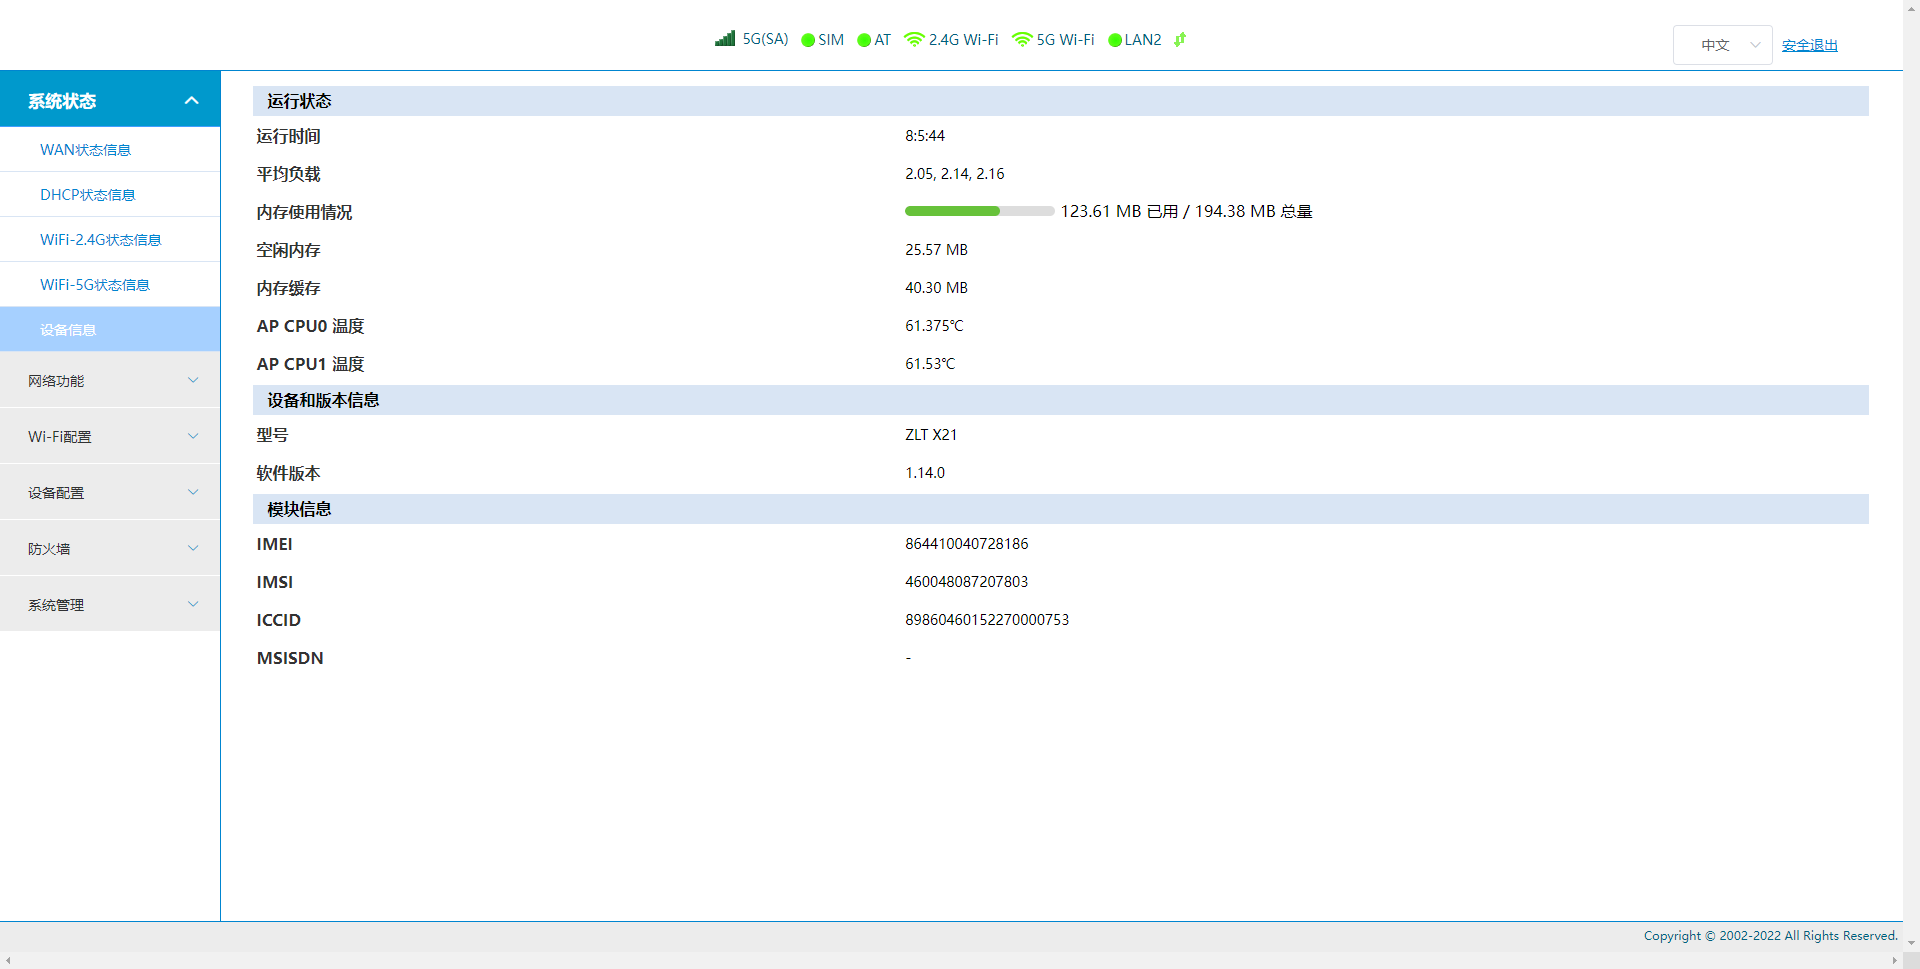 5G(SA) SIM AT 2.4G Wi-Fi 5G Wi-Fi LAN2
中文 安全退出
系统状态
WAN状态信息
DHCP状态信息
WiFi-2.4G状态信息
WiFi-5G状态信息
设备信息
网络功能
Wi-Fi配置
设备配置
防火墙
系统管理
运行状态
运行时间 8:5:44
平均负载 2.05, 2.14, 2.16
内存使用情况 123.61 MB 已用 / 194.38 MB 总量
空闲内存 25.57 MB
内存缓存 40.30 MB
AP CPU0 温度 61.375℃
AP CPU1 温度 61.53℃
设备和版本信息
型号 ZLT X21
软件版本 1.14.0
模块信息
IMEI 864410040728186
IMSI 460048087207803
ICCID 89860460152270000753
MSISDN -
Copyright © 2002-2022 All Rights Reserved.